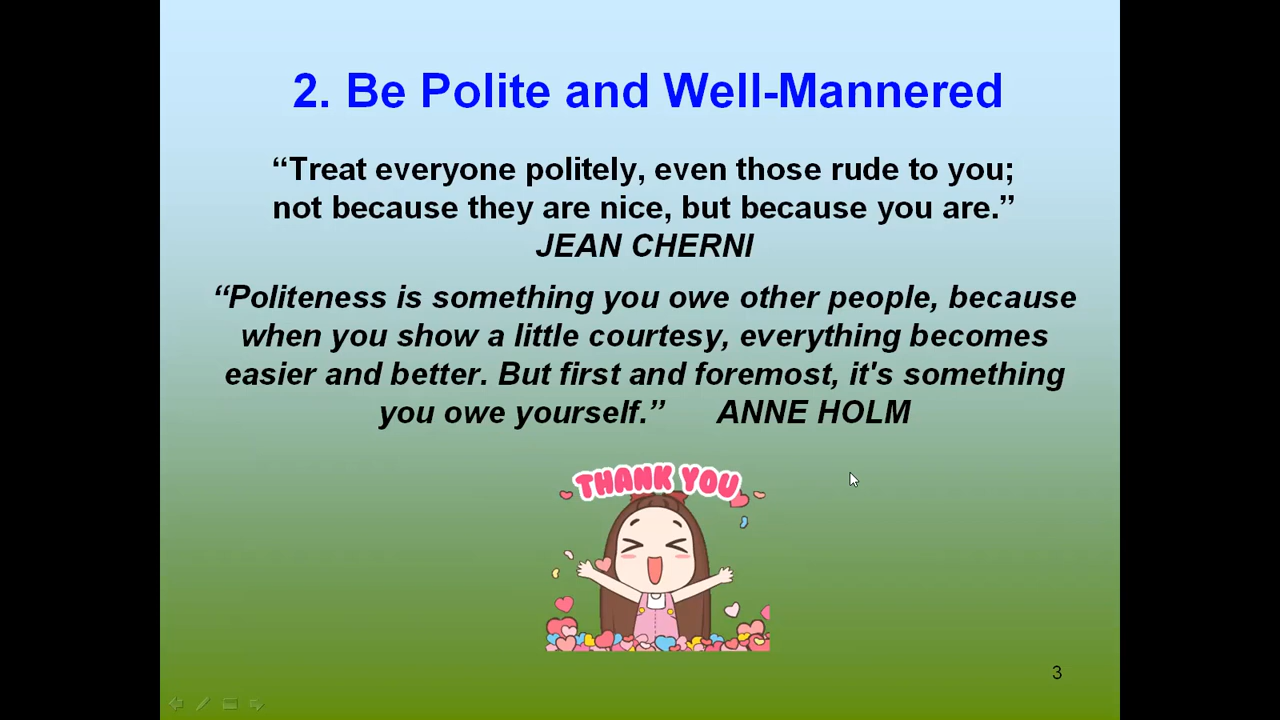 2. Be Polite and Well-Mannered
“Treat everyone politely, even those rude to you;
not because they are nice, but because you are.”
JEAN CHERNI
“Politeness is something you owe other people, because
when you show a little courtesy, everything becomes
easier and better. But first and foremost, it's something
you owe yourself.” ANNE HOLM
THANK YOU
3